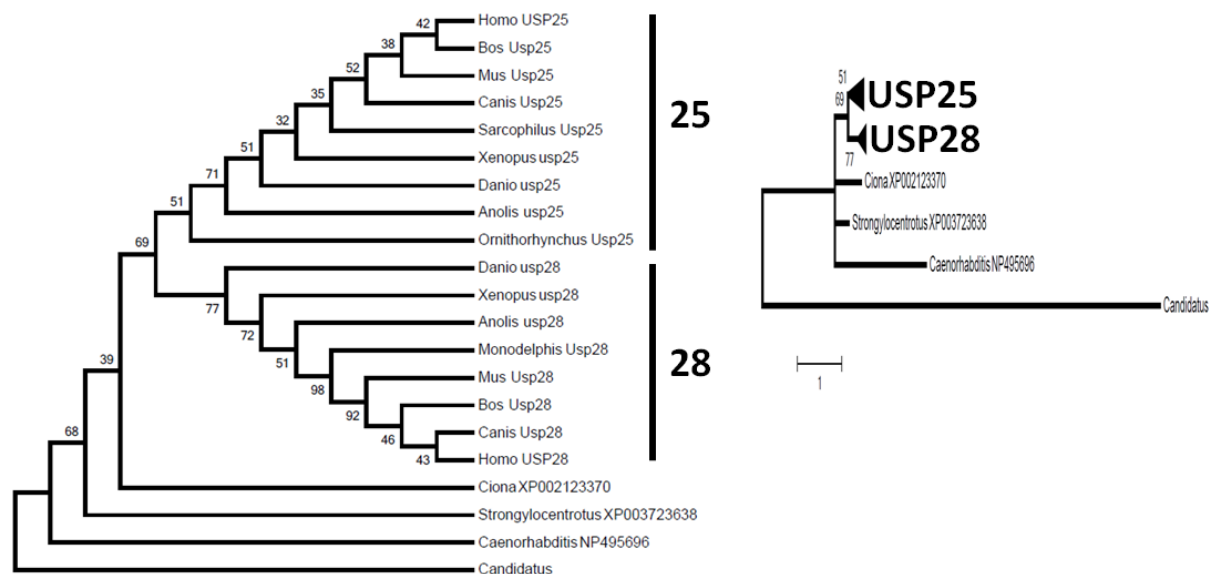 42
Homo USP25
Bos Usp25
38
Mus Usp25
52
Canis Usp25
35
Sarcophilus Usp25
32
Xenopus usp25
51
Danio usp25
71
Anolis usp25
51
Ornithorhynchus Usp25
25
69
Danio usp28
77
Xenopus usp28
72
Anolis usp28
51
Monodelphis Usp28
98
Mus Usp28
92
Bos Usp28
46
Canis Usp28
43
Homo USP28
28
39
Ciona XP002123370
68
Strongylocentrotus XP003723638
Caenorhabditis NP495696
Candidatus
51
USP25
69
USP28
77
Ciona XP002123370
Strongylocentrotus XP003723638
Caenorhabditis NP495696
Candidatus
1